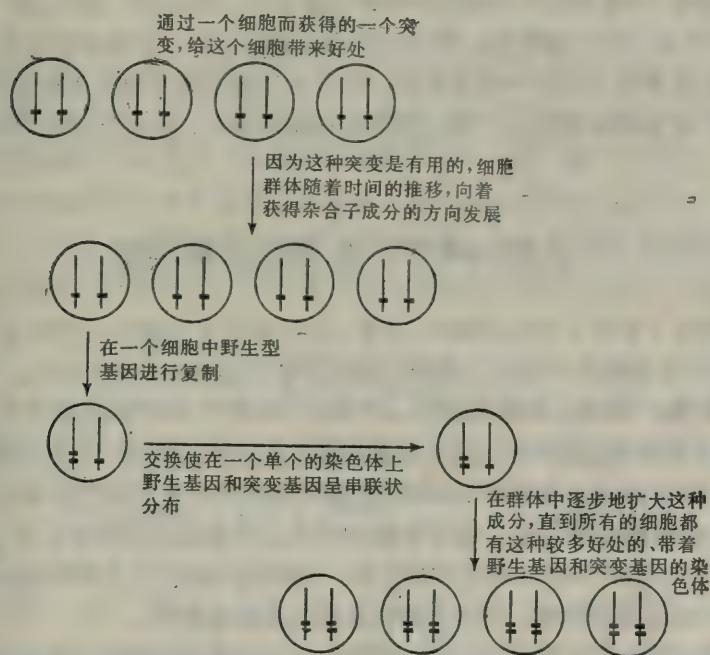 通过一个细胞而获得的一个突
变,给这个细胞带来好处
因为这种突变是有用的,细胞
群体随着时间的推移,向着
获得杂合子成分的方向发展
在一个细胞中野生型
基因进行复制
交换使在一个单个的染色体上
野生基因和突变基因呈串联状
分布
在群体中逐步地扩大这种
成分,直到所有的细胞都
有这种较多好处的、带着
野生基因和突变基因的染
色体